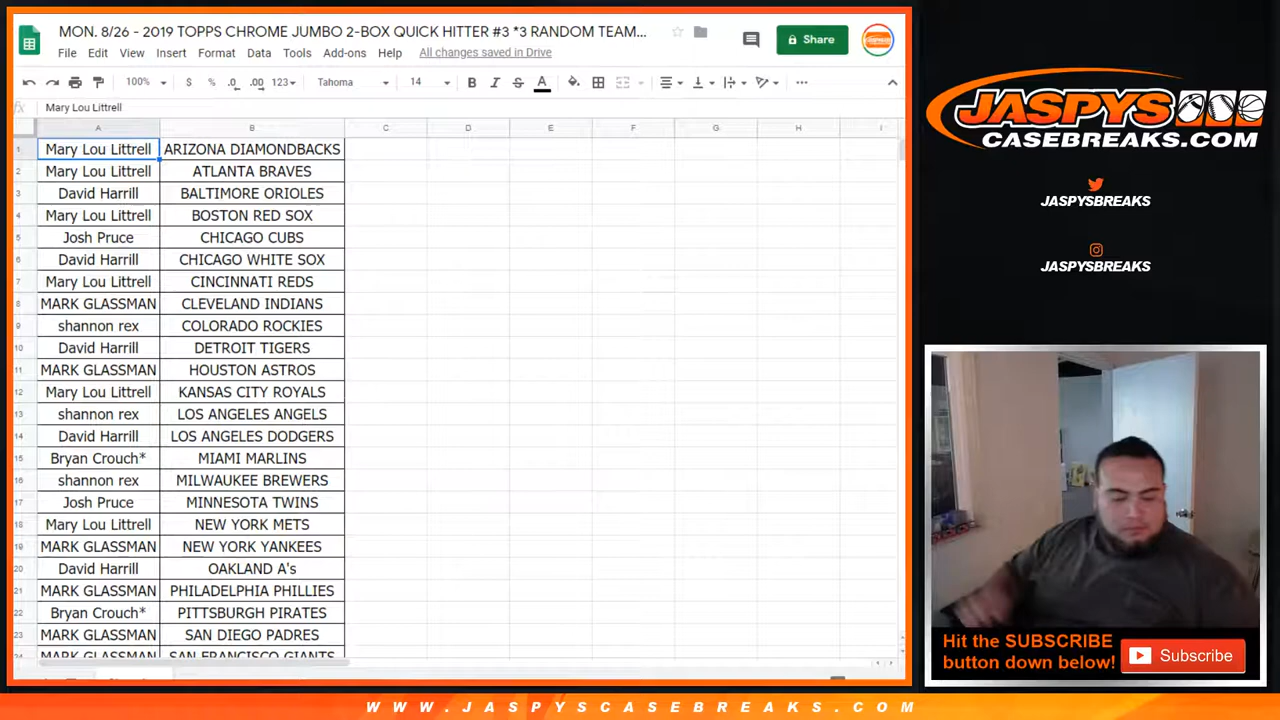 MON. 8/26 - 2019 TOPPS CHROME JUMBO 2-BOX QUICK HITTER #3 *3 RANDOM TEAM...
File Edit View Format Data Tools Add-ons Help All changes saved in Drive
Share
100% $ % .0 .00 123 Tahoma 14 B I S A
fx Mary Lou Littrell
A B C D E F G H I
1 Mary Lou Littrell ARIZONA DIAMONDBACKS
2 Mary Lou Littrell ATLANTA BRAVES
3 David Harrill BALTIMORE ORIOLES
4 Mary Lou Littrell BOSTON RED SOX
5 Josh Pruce CHICAGO CUBS
6 David Harrill CHICAGO WHITE SOX
7 Mary Lou Littrell CINCINNATI REDS
8 MARK GLASSMAN CLEVELAND INDIANS
9 shannon rex COLORADO ROCKIES
10 David Harrill DETROIT TIGERS
11 MARK GLASSMAN HOUSTON ASTROS
12 Mary Lou Littrell KANSAS CITY ROYALS
13 shannon rex LOS ANGELES ANGELS
14 David Harrill LOS ANGELES DODGERS
15 Bryan Crouch* MIAMI MARLINS
16 shannon rex MILWAUKEE BREWERS
17 Josh Pruce MINNESOTA TWINS
18 Mary Lou Littrell NEW YORK METS
19 MARK GLASSMAN NEW YORK YANKEES
20 David Harrill OAKLAND A's
21 MARK GLASSMAN PHILADELPHIA PHILLIES
22 Bryan Crouch* PITTSBURGH PIRATES
23 MARK GLASSMAN SAN DIEGO PADRES
24 MARK GLASSMAN SAN FRANCISCO GIANTS
JASPYS
CASEBREAKS.COM
JASPYSBREAKS
JASPYSBREAKS
Hit the SUBSCRIBE
button down below!
Subscribe
WWW.JASPYSCASEBREAKS.COM